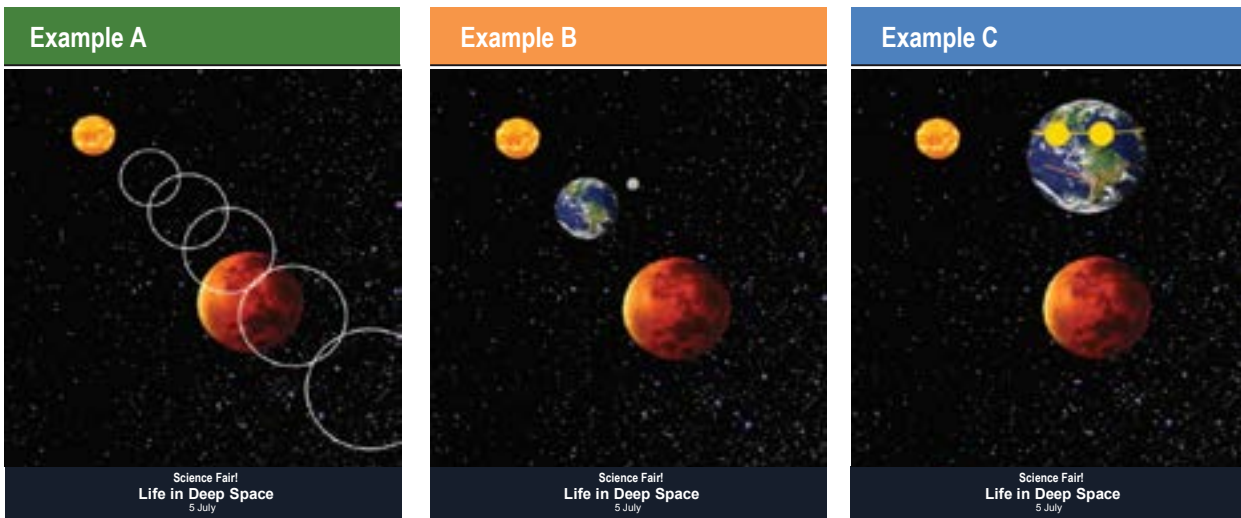 Example A
Science Fair!
Life in Deep Space
5 July
Example B
Science Fair!
Life in Deep Space
5 July
Example C
Science Fair!
Life in Deep Space
5 July